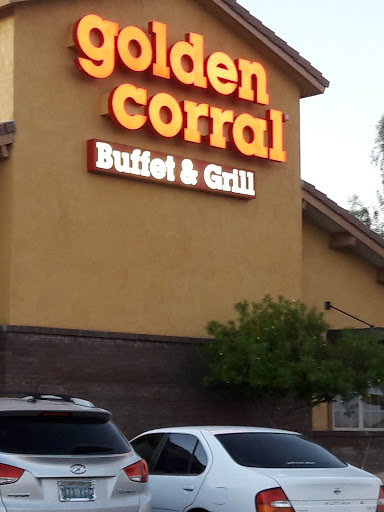 golden
corral
Buffet & Grill